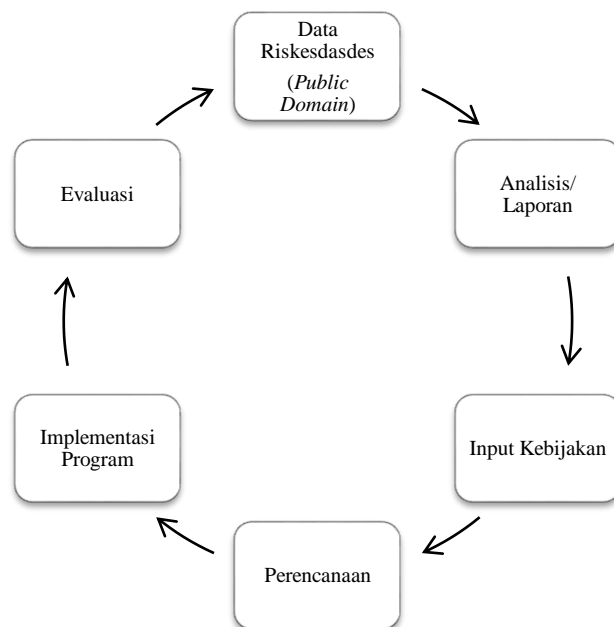 Data
Riskesdasdes
(Public
Domain)
Analisis/
Laporan
Input Kebijakan
Perencanaan
Implementasi
Program
Evaluasi